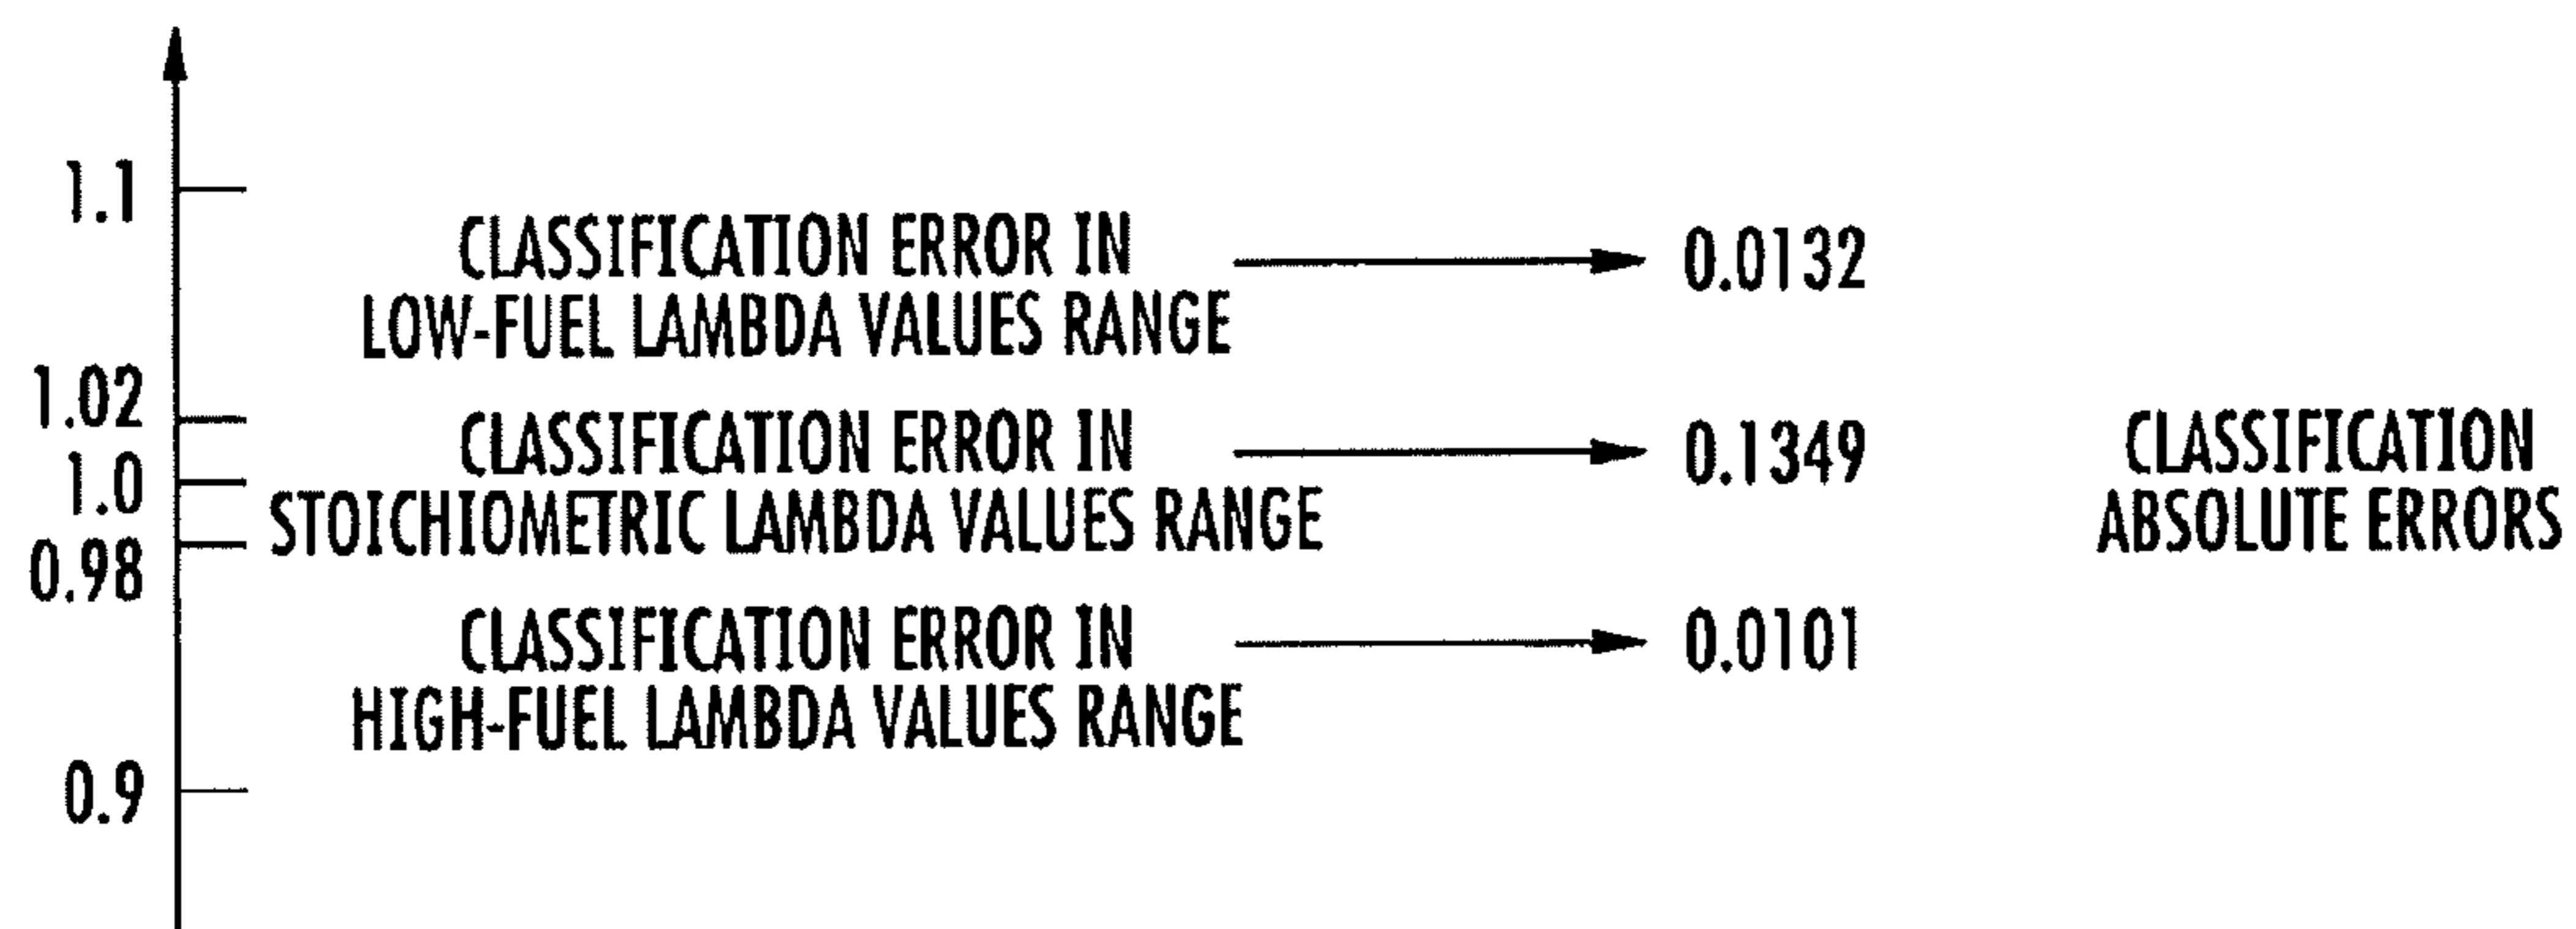 1.1
CLASSIFICATION ERROR IN
LOW-FUEL LAMBDA VALUES RANGE
0.0132
1.02
1.0
0.98
CLASSIFICATION ERROR IN
STOICHIOMETRIC LAMBDA VALUES RANGE
0.1349
CLASSIFICATION
ABSOLUTE ERRORS
CLASSIFICATION ERROR IN
HIGH-FUEL LAMBDA VALUES RANGE
0.0101
0.9